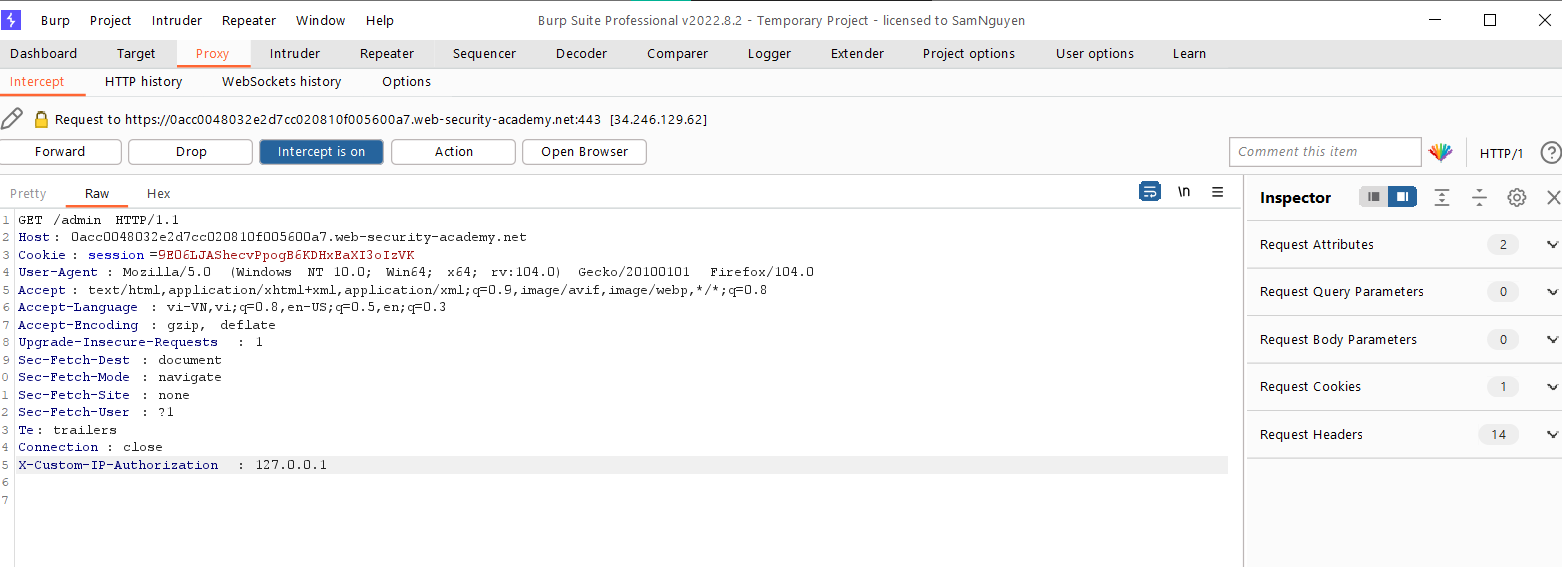 Burp Project Intruder Repeater Window Help Burp Suite Professional v2022.8.2 - Temporary Project - licensed to SamNguyen
Dashboard Target Proxy Intruder Repeater Sequencer Decoder Comparer Logger Extender Project options User options Learn
Intercept HTTP history WebSockets history Options
Request to https://0acc0048032e2d7cc020810f005600a7.web-security-academy.net:443 [34.246.129.62]
Forward Drop Intercept is on Action Open Browser Comment this item HTTP/1 ?
Pretty Raw Hex \n
1 GET /admin HTTP/1.1
2 Host: 0acc0048032e2d7cc020810f005600a7.web-security-academy.net
3 Cookie: session=9E06LJAShecvPpogB6KDHxEaXI3oIzVK
4 User-Agent: Mozilla/5.0 (Windows NT 10.0; Win64; x64; rv:104.0) Gecko/20100101 Firefox/104.0
5 Accept: text/html,application/xhtml+xml,application/xml;q=0.9,image/avif,image/webp,*/*;q=0.8
6 Accept-Language: vi-VN,vi;q=0.8,en-US;q=0.5,en;q=0.3
7 Accept-Encoding: gzip, deflate
8 Upgrade-Insecure-Requests: 1
9 Sec-Fetch-Dest: document
0 Sec-Fetch-Mode: navigate
1 Sec-Fetch-Site: none
2 Sec-Fetch-User: ?1
3 Te: trailers
4 Connection: close
5 X-Custom-IP-Authorization: 127.0.0.1
6
7
Inspector
Request Attributes 2
Request Query Parameters 0
Request Body Parameters 0
Request Cookies 1
Request Headers 14